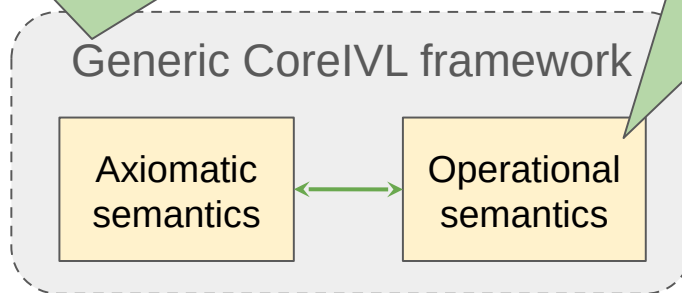 Generic CoreIVL framework
Axiomatic
semantics
Operational
semantics